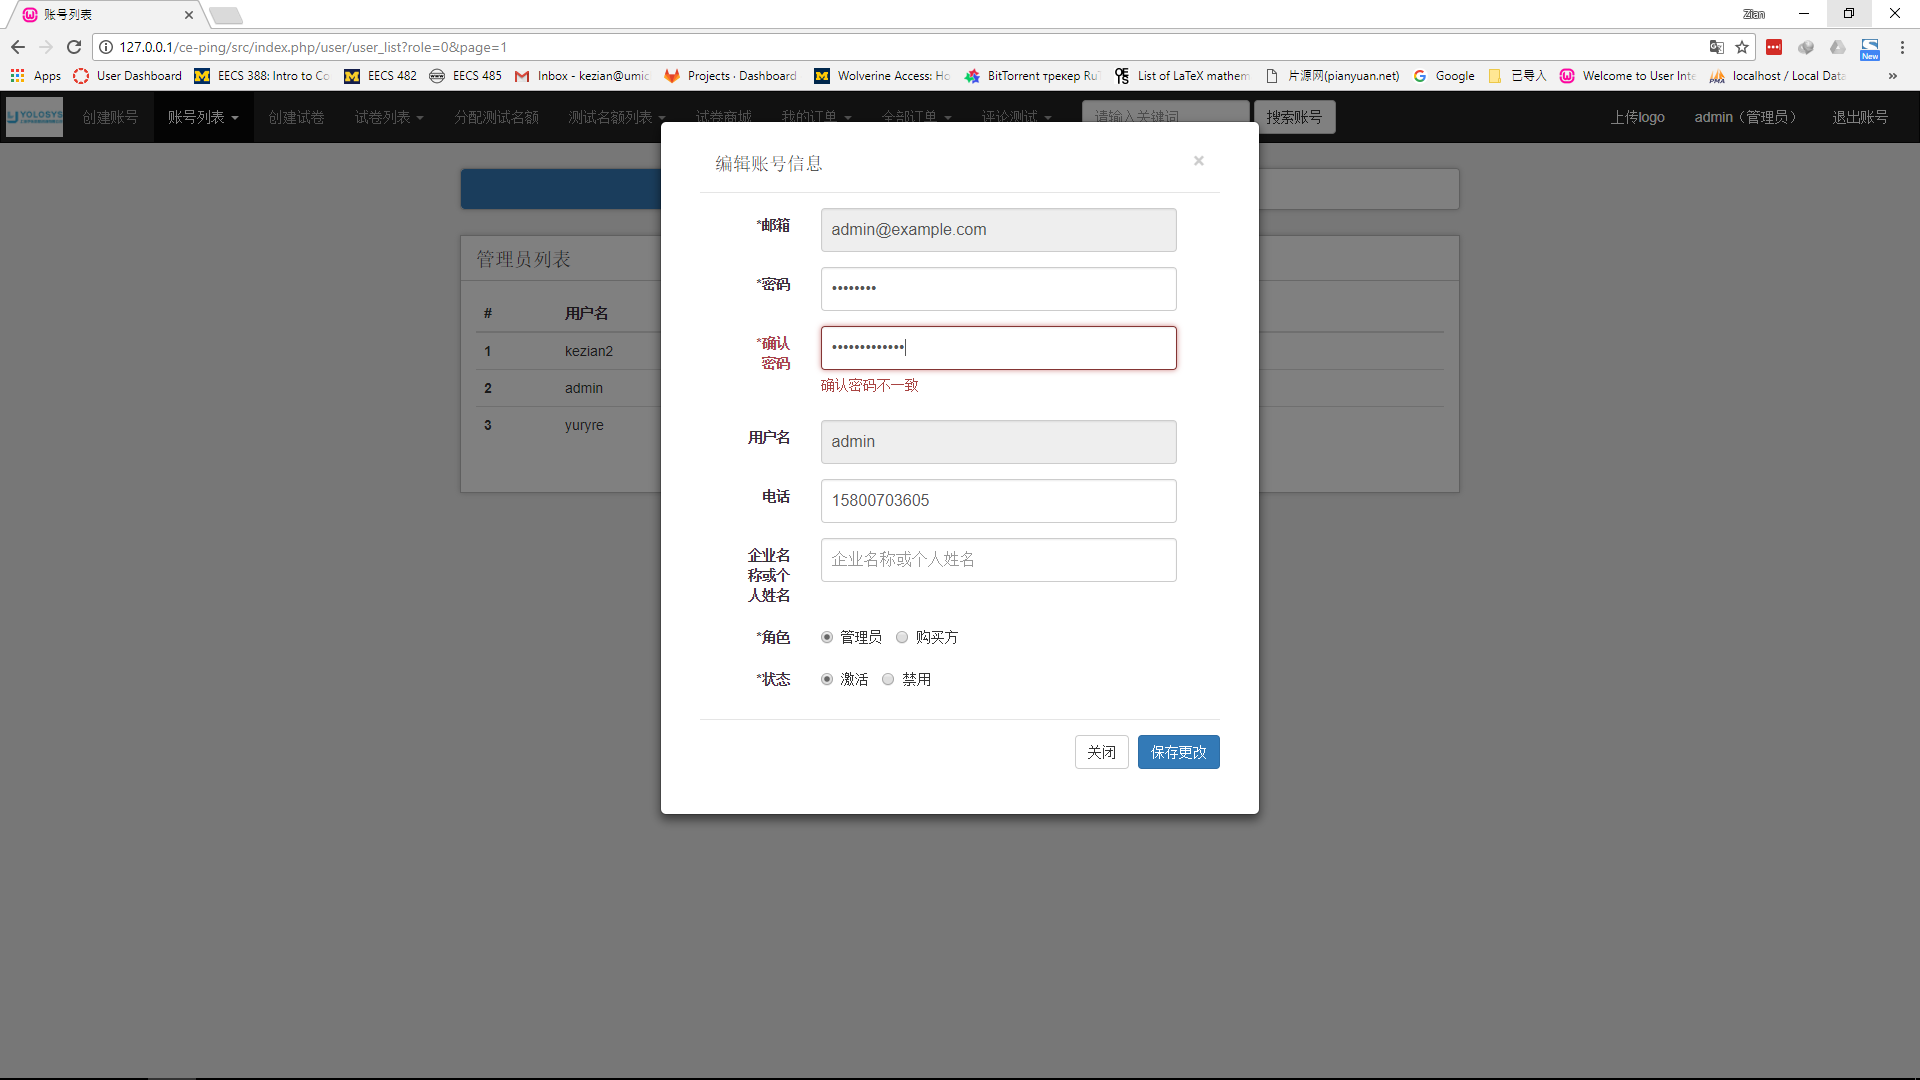 账号列表
Zian
127.0.0.1/ce-ping/src/index.php/user/user_list?role=0&page=1
Apps User Dashboard EECS 388: Intro to Co EECS 482 EECS 485 Inbox - kezian@umic Projects · Dashboard Wolverine Access: Ho BitTorrent трекер RuT List of LaTeX mathem 片源网(pianyuan.net) Google 已导入 Welcome to User Inte localhost / Local Data
New
YOLOSYS 创建账号 账号列表 创建试卷 试卷列表 分配测试名额 测试名额列表 试卷商城 我的订单 全部订单 评论测试 请输入关键词 搜索账号 上传logo admin（管理员） 退出账号
编辑账号信息 ×
管理员列表
# 用户名
1 kezian2
2 admin
3 yuryre
*邮箱 admin@example.com
*密码 ••••••••
*确认密码 •••••••••••••
确认密码不一致
用户名 admin
电话 15800703605
企业名称或个人姓名 企业名称或个人姓名
*角色 管理员 购买方
*状态 激活 禁用
关闭 保存更改